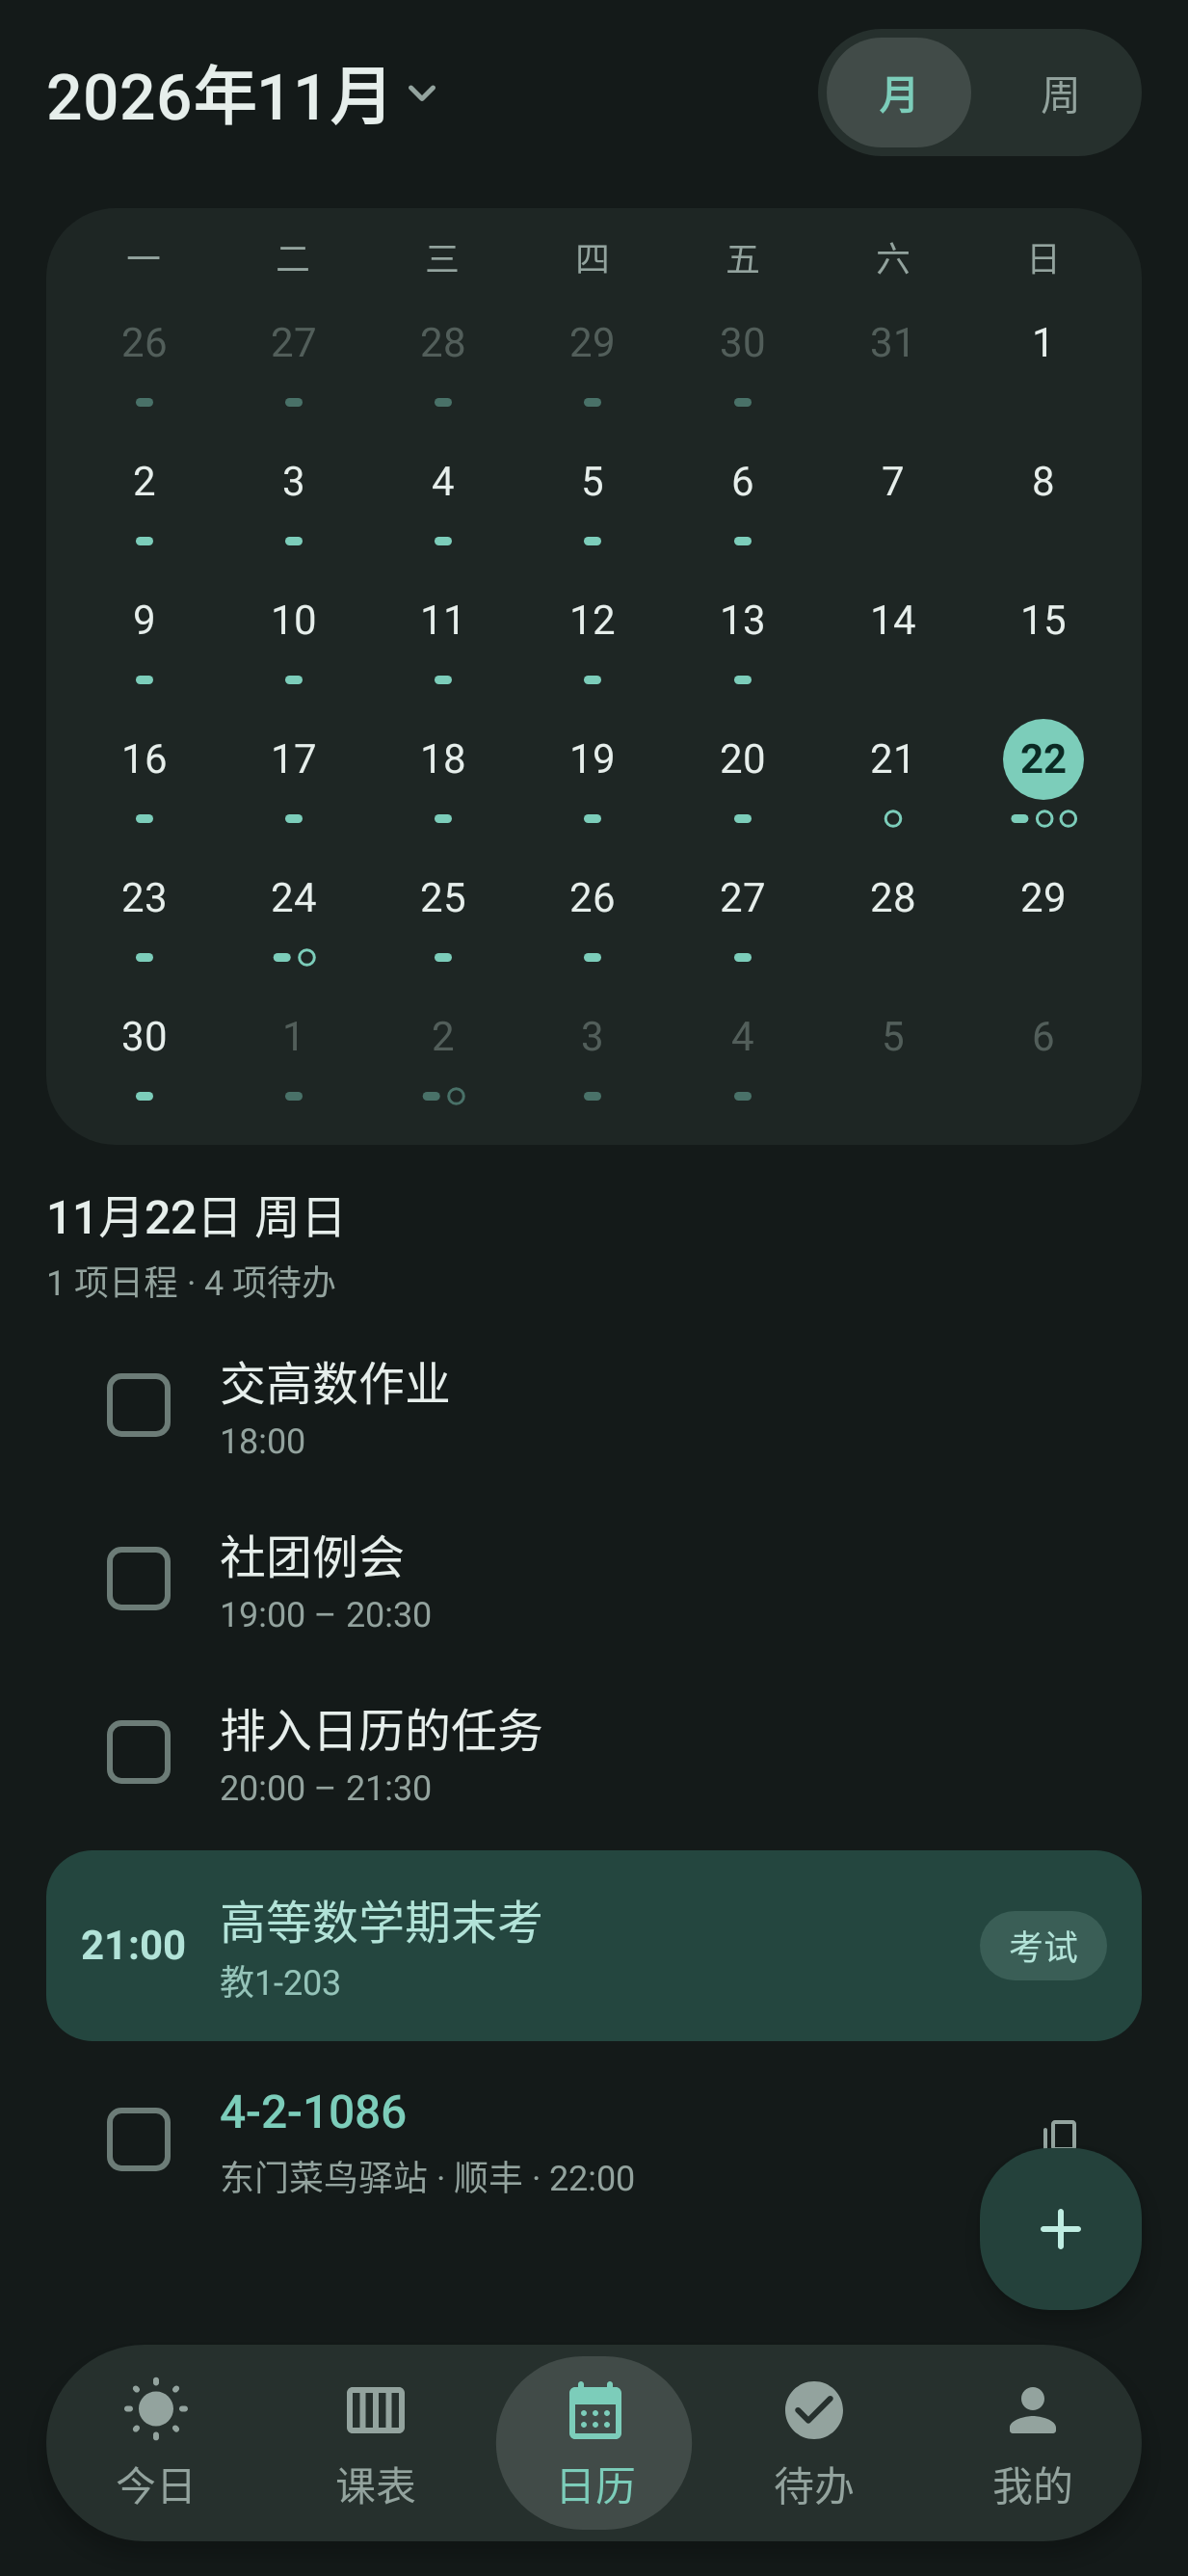 2026年11月
月 周
一 二 三 四 五 六 日
26 27 28 29 30 31 1
2 3 4 5 6 7 8
9 10 11 12 13 14 15
16 17 18 19 20 21 22
23 24 25 26 27 28 29
30 1 2 3 4 5 6
11月22日 周日
1 项日程 · 4 项待办
交高数作业
18:00
社团例会
19:00 – 20:30
排入日历的任务
20:00 – 21:30
21:00
高等数学期末考
教1-203
考试
4-2-1086
东门菜鸟驿站 · 顺丰 · 22:00
今日 课表 日历 待办 我的